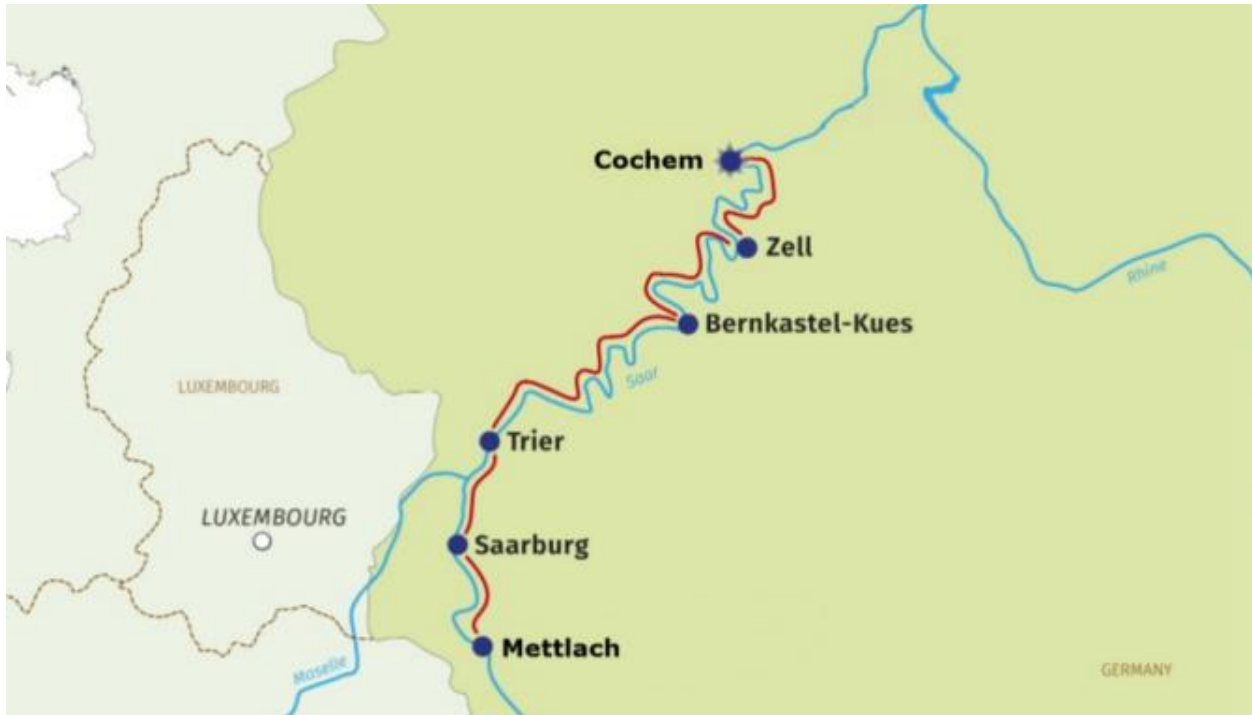 Cochem
Zell
Rhine
Bernkastel-Kues
Saar
LUXEMBOURG
Trier
LUXEMBOURG
Saarburg
Mettlach
Moselle
GERMANY